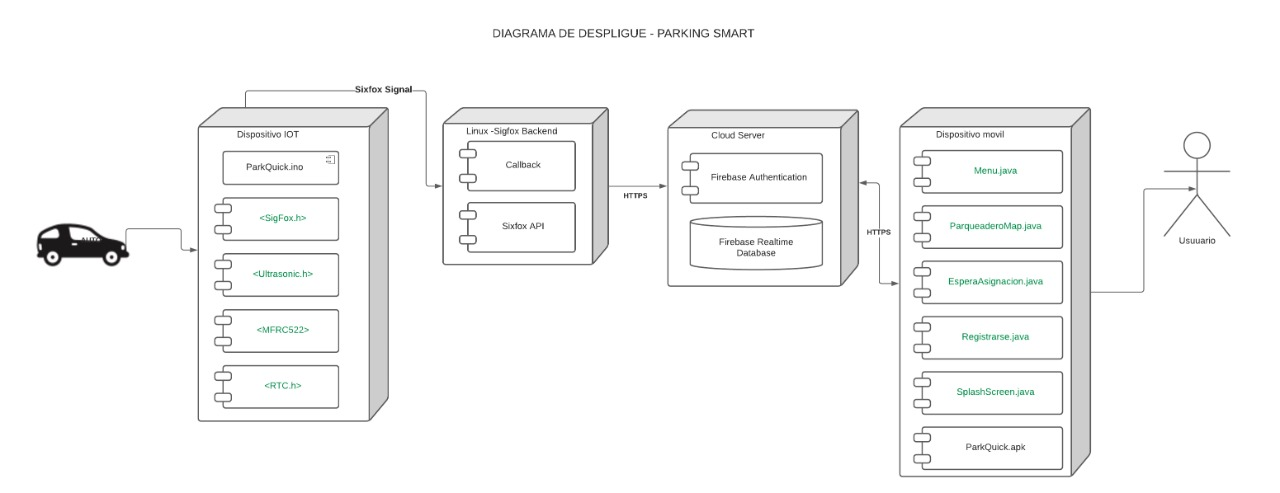 DIAGRAMA DE DESPLIGUE - PARKING SMART
Sixfox Signal
Dispositivo IOT
ParkQuick.ino
<SigFox.h>
<Ultrasonic.h>
<MFRC522>
<RTC.h>
AUTO
Linux -Sigfox Backend
Callback
Sixfox API
HTTPS
Cloud Server
Firebase Authentication
Firebase Realtime
Database
HTTPS
Dispositivo movil
Menu.java
ParqueaderoMap.java
EsperaAsignacion.java
Registrarse.java
SplashScreen.java
ParkQuick.apk
Usuuario